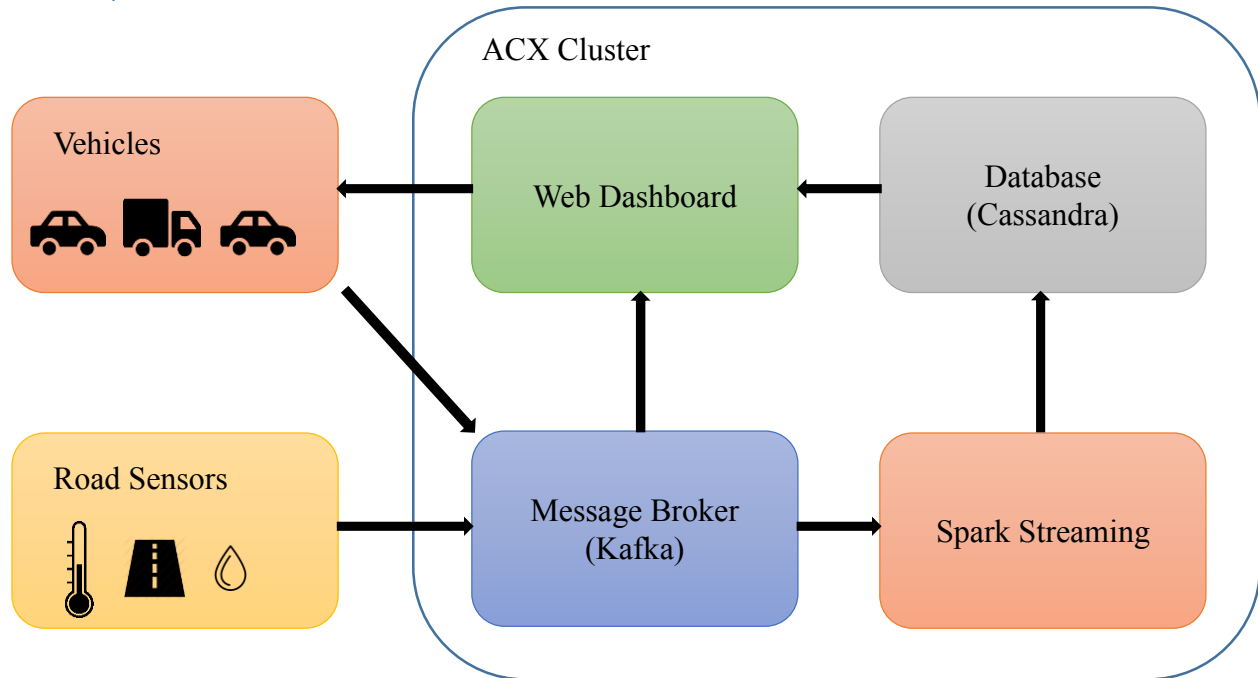 ACX Cluster
Vehicles
Web Dashboard
Database
(Cassandra)
Road Sensors
Message Broker
(Kafka)
Spark Streaming